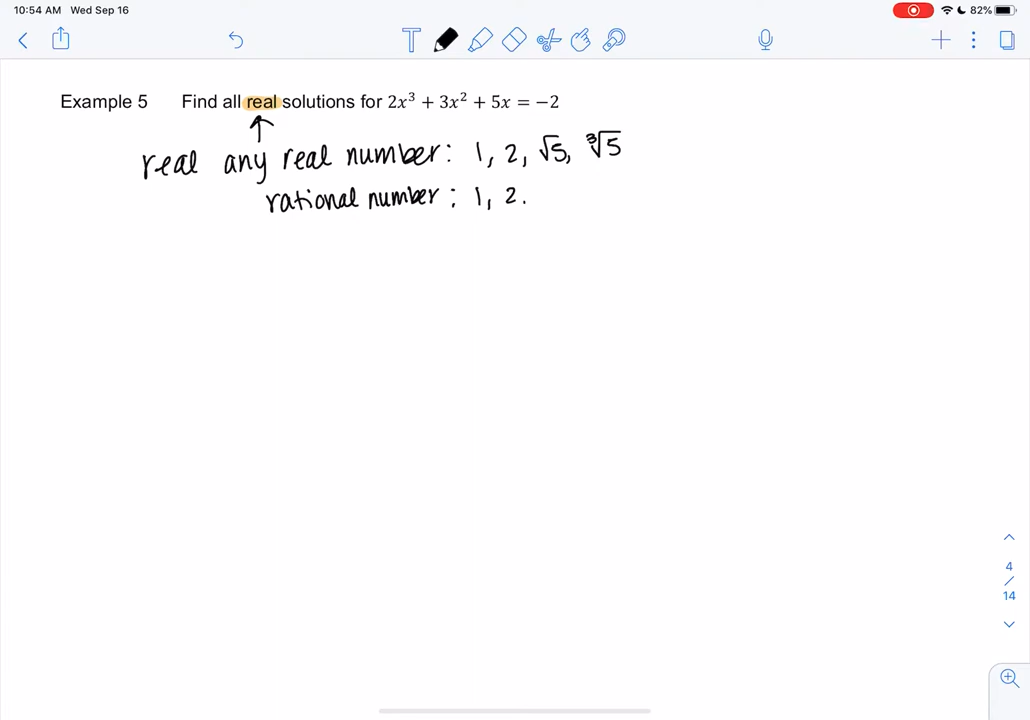 10:54 AM Wed Sep 16 82%
T
Example 5 Find all real solutions for 2x³ + 3x² + 5x = −2
real any real number: 1, 2, √5, ∛5
rational number: 1, 2.
4
/
14